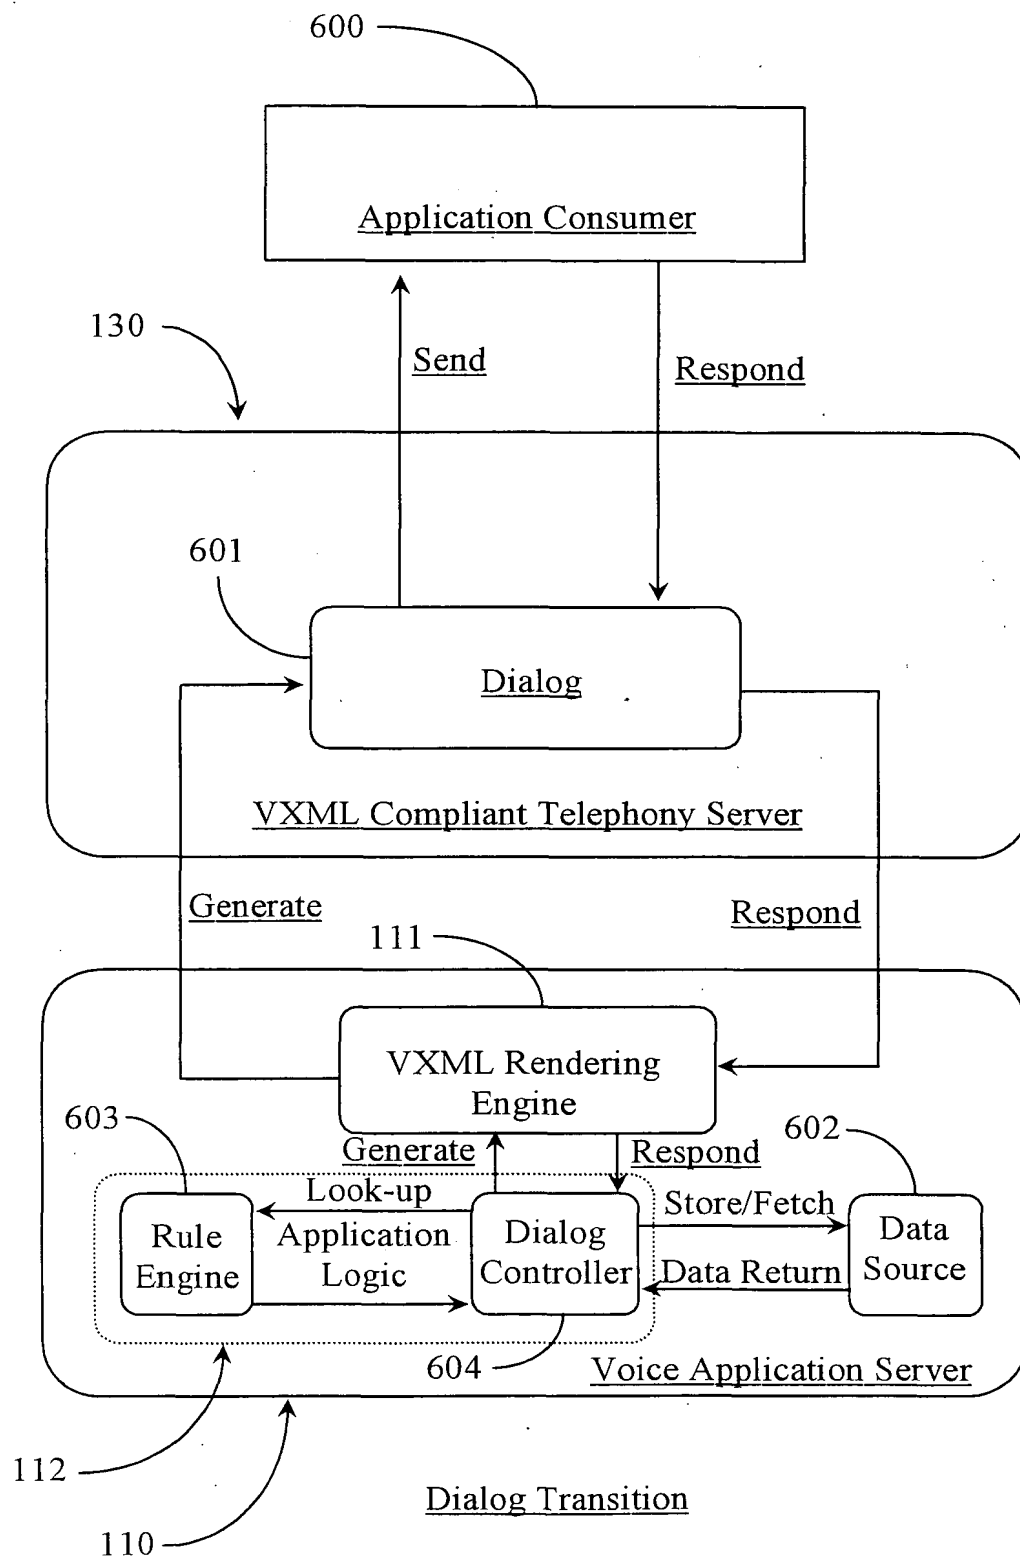 600
Application Consumer
130
Send
Respond
601
Dialog
VXML Compliant Telephony Server
Generate
Respond
111
VXML Rendering
Engine
603
602
Generate
Respond
Look-up
Store/Fetch
Rule
Engine
Application
Logic
Dialog
Controller
Data
Source
Data Return
604
Voice Application Server
112
110
Dialog Transition